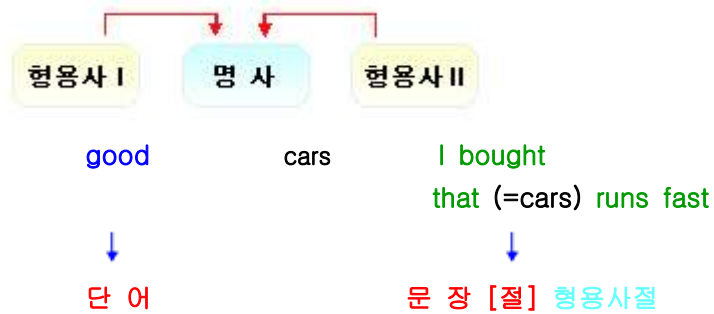 형용사 I 명 사 형용사 II
good cars I bought
that (=cars) runs fast
단 어 문 장 [절] 형용사절